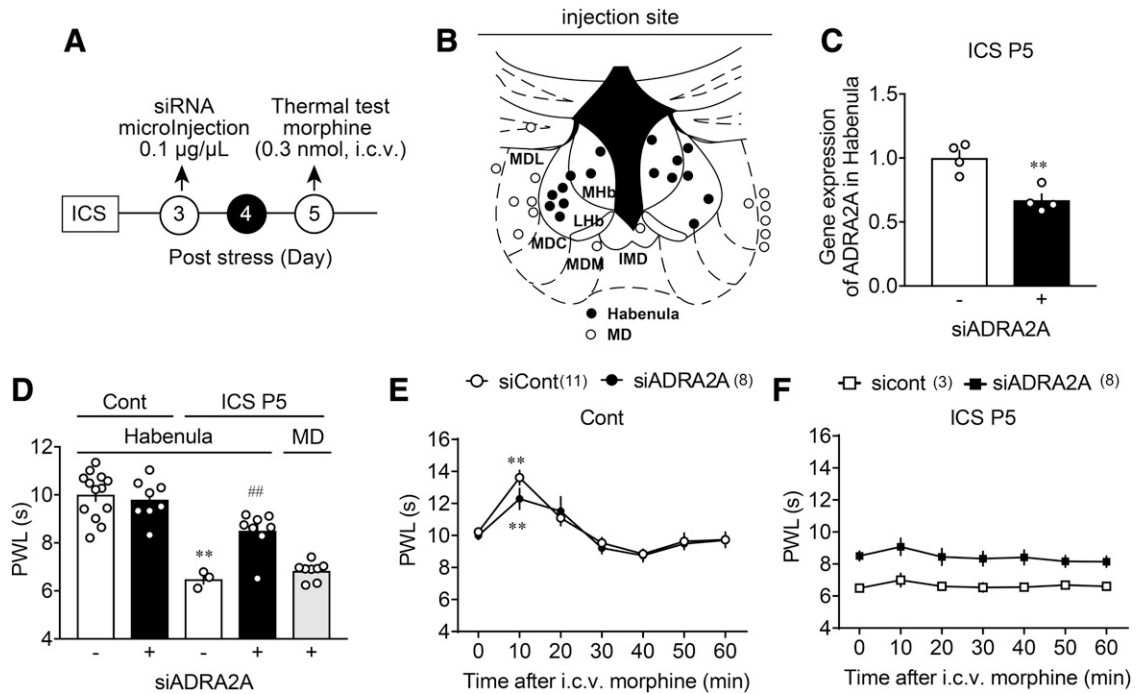 A
siRNA
microInjection
0.1 µg/µL
Thermal test
morphine
(0.3 nmol, i.c.v.)
ICS
3
4
5
Post stress (Day)
B
injection site
MDL
MHb
LHb
MDC
MDM
IMD
Habenula
MD
C
ICS P5
Gene expression
of ADRA2A in Habenula
1.5
1.0
0.5
0.0
**
- +
siADRA2A
D
Cont ICS P5
Habenula MD
PWL (s)
12
10
8
6
4
**
##
- + - + +
siADRA2A
E
siCont(11) siADRA2A (8)
Cont
PWL (s)
16
14
12
10
8
6
4
**
**
0 10 20 30 40 50 60
Time after i.c.v. morphine (min)
F
sicont (3) siADRA2A (8)
ICS P5
PWL (s)
16
14
12
10
8
6
4
0 10 20 30 40 50 60
Time after i.c.v. morphine (min)